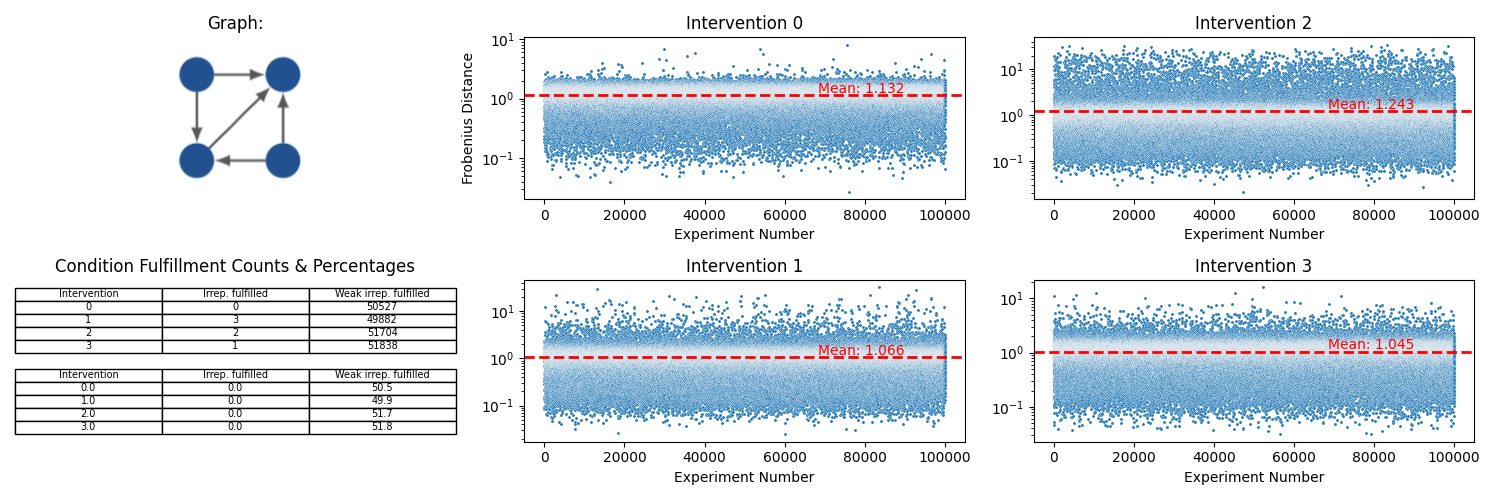 Graph:
Condition Fulfillment Counts & Percentages
Intervention Irrep. fulfilled Weak irrep. fulfilled
0 0 50527
1 3 49882
2 2 51704
3 1 51838
Intervention Irrep. fulfilled Weak irrep. fulfilled
0.0 0.0 50.5
1.0 0.0 49.9
2.0 0.0 51.7
3.0 0.0 51.8
Intervention 0
Frobenius Distance
10^1
10^0
10^-1
Mean: 1.132
0 20000 40000 60000 80000 100000
Experiment Number
Intervention 2
10^1
10^0
10^-1
Mean: 1.243
0 20000 40000 60000 80000 100000
Experiment Number
Intervention 1
10^1
10^0
10^-1
Mean: 1.066
0 20000 40000 60000 80000 100000
Experiment Number
Intervention 3
10^1
10^0
10^-1
Mean: 1.045
0 20000 40000 60000 80000 100000
Experiment Number